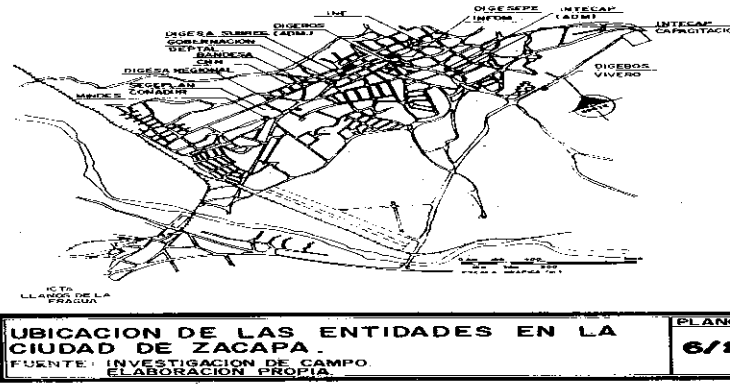 INE
DIGESEPE
INFOM
INTECAP
(ADM)
INTECAP
CAPACITACIO
DIGEBOS
(ADM.)
DIGESA SUBREG
GOBERNACION
DEPTAL
BANDESA
CNN
DIGESA REGIONAL
SEGEPLAN
CONADUR
MINDES
DIGEBOS
VIVERO
ICTA
LLANOS DE LA
FRAGUA
UBICACION DE LAS ENTIDADES EN LA
CIUDAD DE ZACAPA.
FUENTE: INVESTIGACION DE CAMPO.
ELABORACION PROPIA.
PLANO
6/8